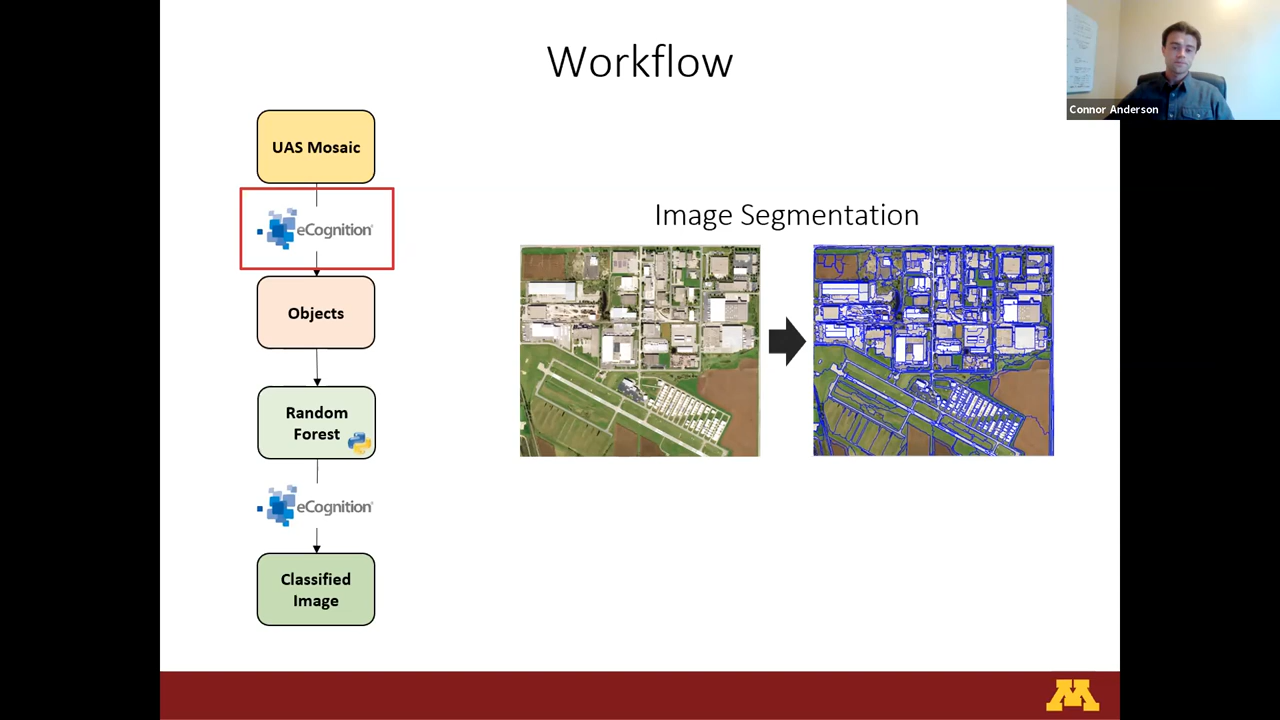 Workflow
Connor Anderson
UAS Mosaic
eCognition
Objects
Random
Forest
eCognition
Classified
Image
Image Segmentation
M